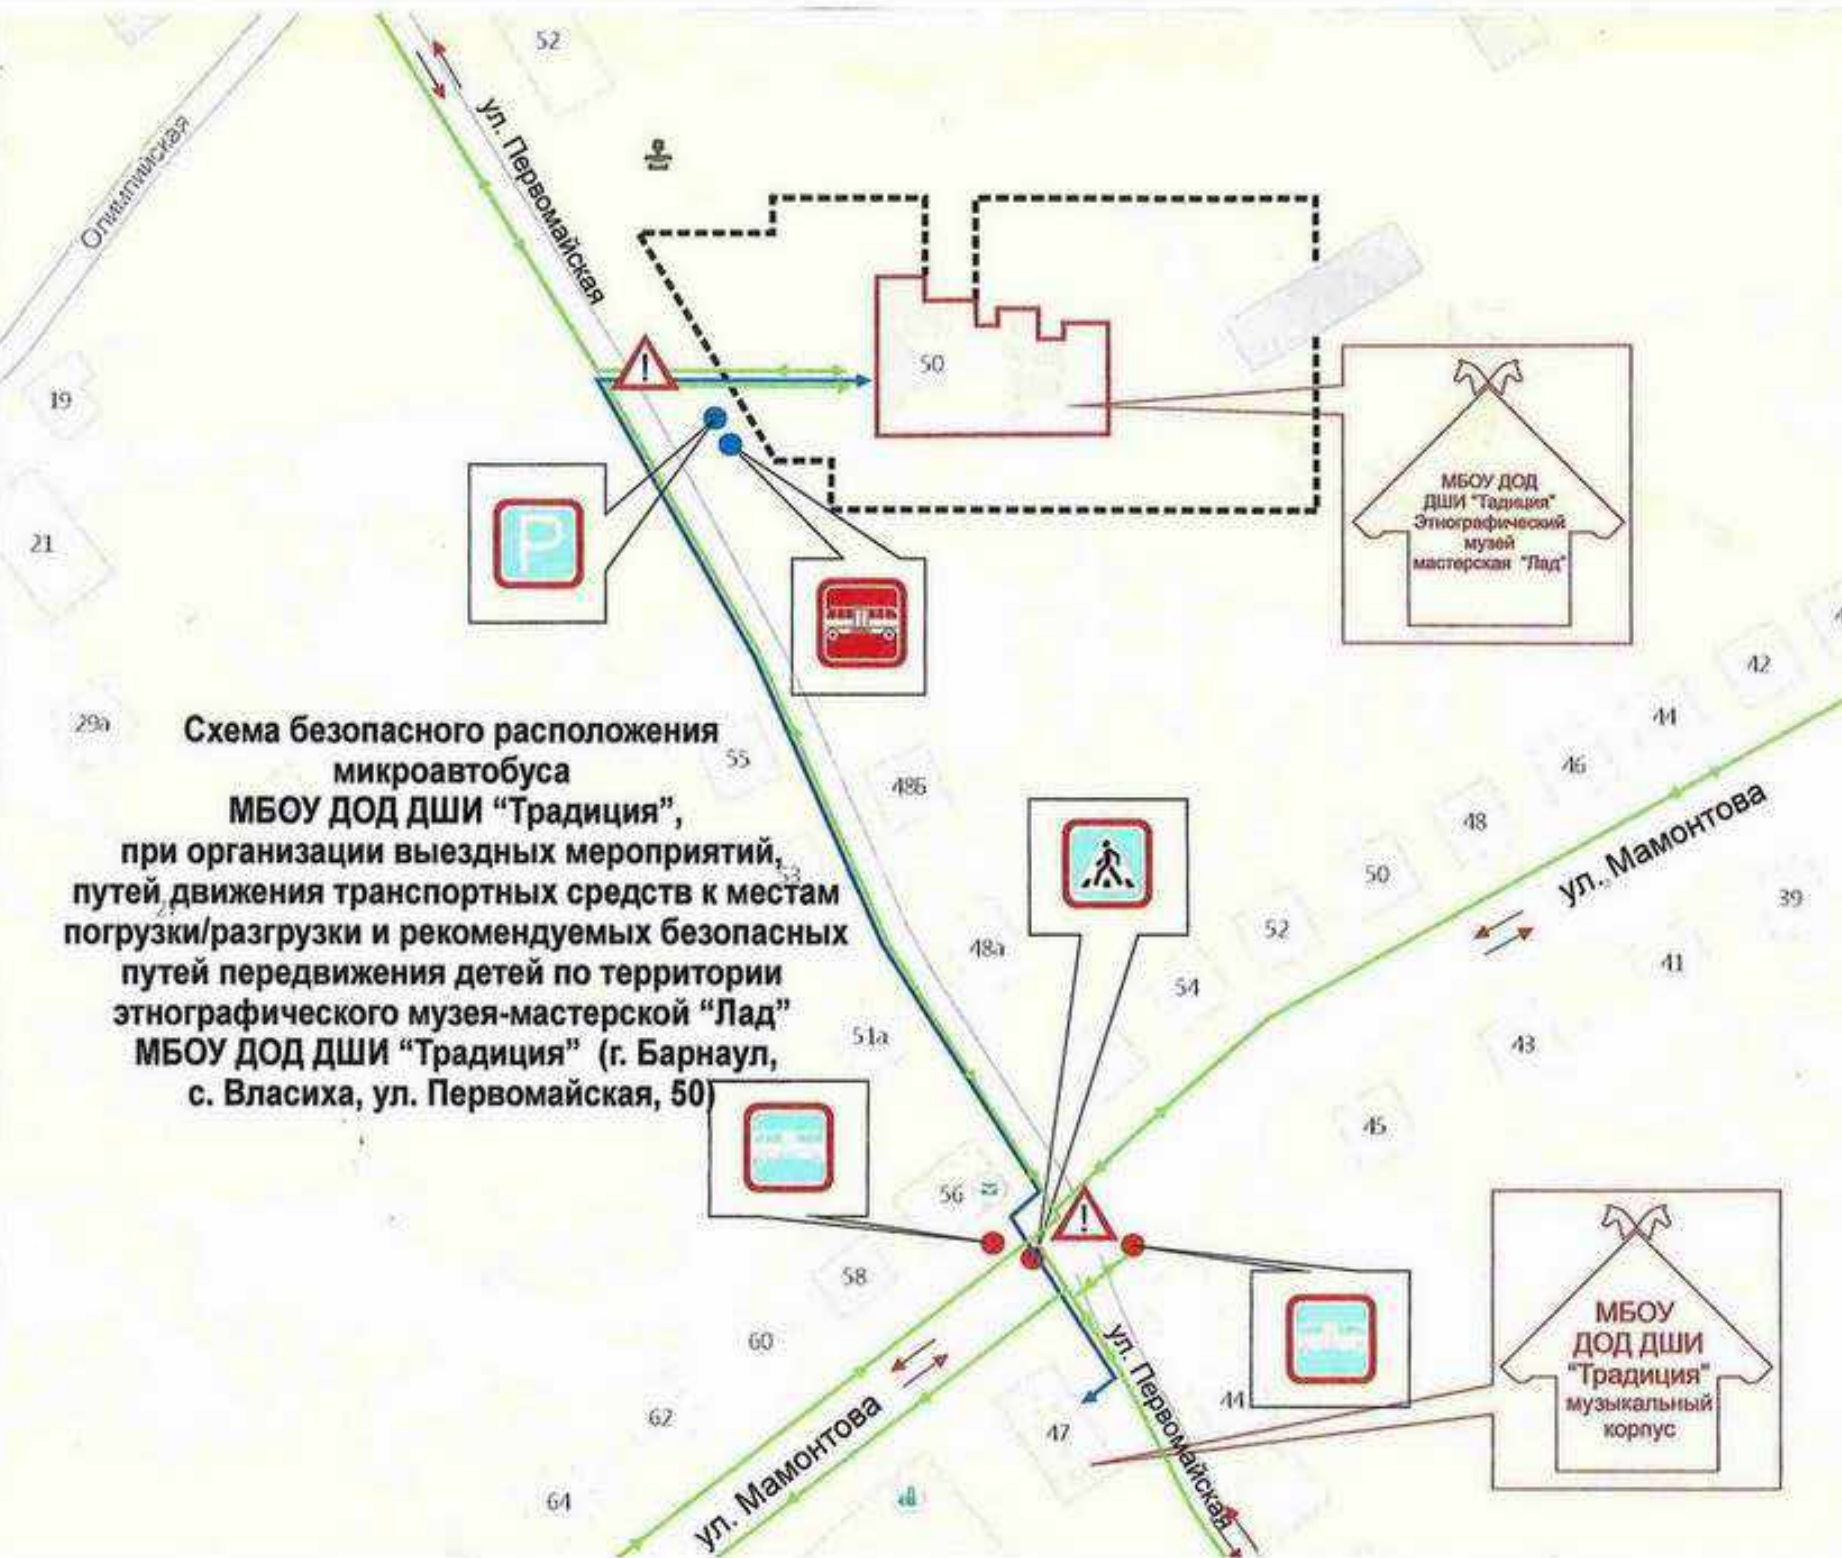 52
ул. Первомайская
Олимпийская
50
19
21
P
МБОУ ДОД
ДШИ "Тадиция"
Этнографический
музей
мастерская "Лад"
29а
Схема безопасного расположения
микроавтобуса
МБОУ ДОД ДШИ “Традиция”,
при организации выездных мероприятий,
путей движения транспортных средств к местам
погрузки/разгрузки и рекомендуемых безопасных
путей передвижения детей по территории
этнографического музея-мастерской “Лад”
МБОУ ДОД ДШИ “Традиция” (г. Барнаул,
с. Власиха, ул. Первомайская, 50)
55
53
48б
48а
51а
42
44
46
48
50
52
54
ул. Мамонтова
39
41
43
45
56
58
60
62
64
ул. Мамонтова
ул. Первомайская
44
47
МБОУ
ДОД ДШИ
"Традиция"
музыкальный
корпус